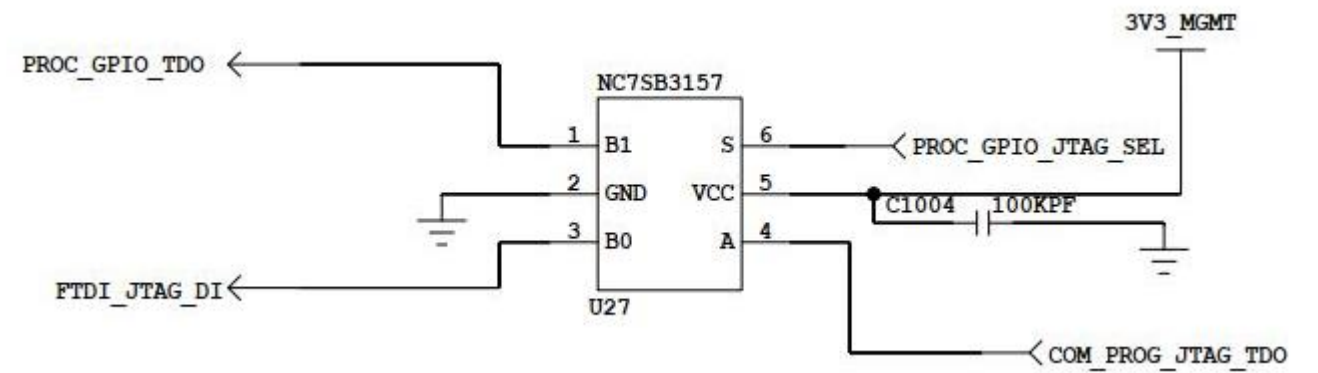 3V3_MGMT
PROC_GPIO_TDO
NC7SB3157
1 B1 S 6 PROC_GPIO_JTAG_SEL
2 GND VCC 5
C1004 100KPF
3 B0 A 4
FTDI_JTAG_DI
U27
COM_PROG_JTAG_TDO